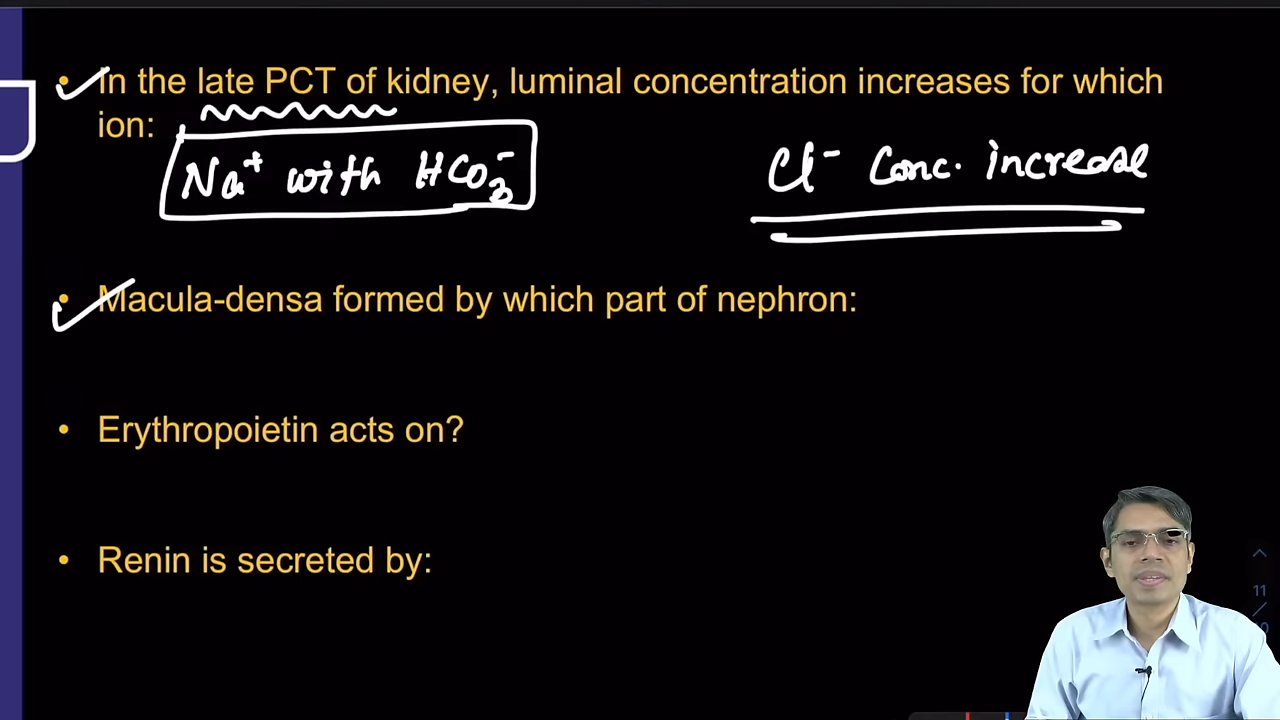 • In the late PCT of kidney, luminal concentration increases for which
ion:
Na⁺ with HCO₃⁻
Cl⁻ conc. increase
• Macula-densa formed by which part of nephron:
• Erythropoietin acts on?
• Renin is secreted by:
11